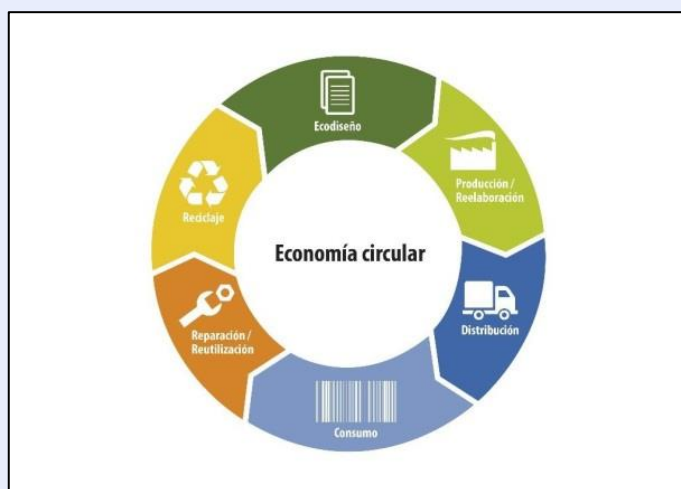 Ecodiseño
Producción /
Reelaboración
Distribución
Consumo
Reparación /
Reutilización
Reciclaje
Economía circular